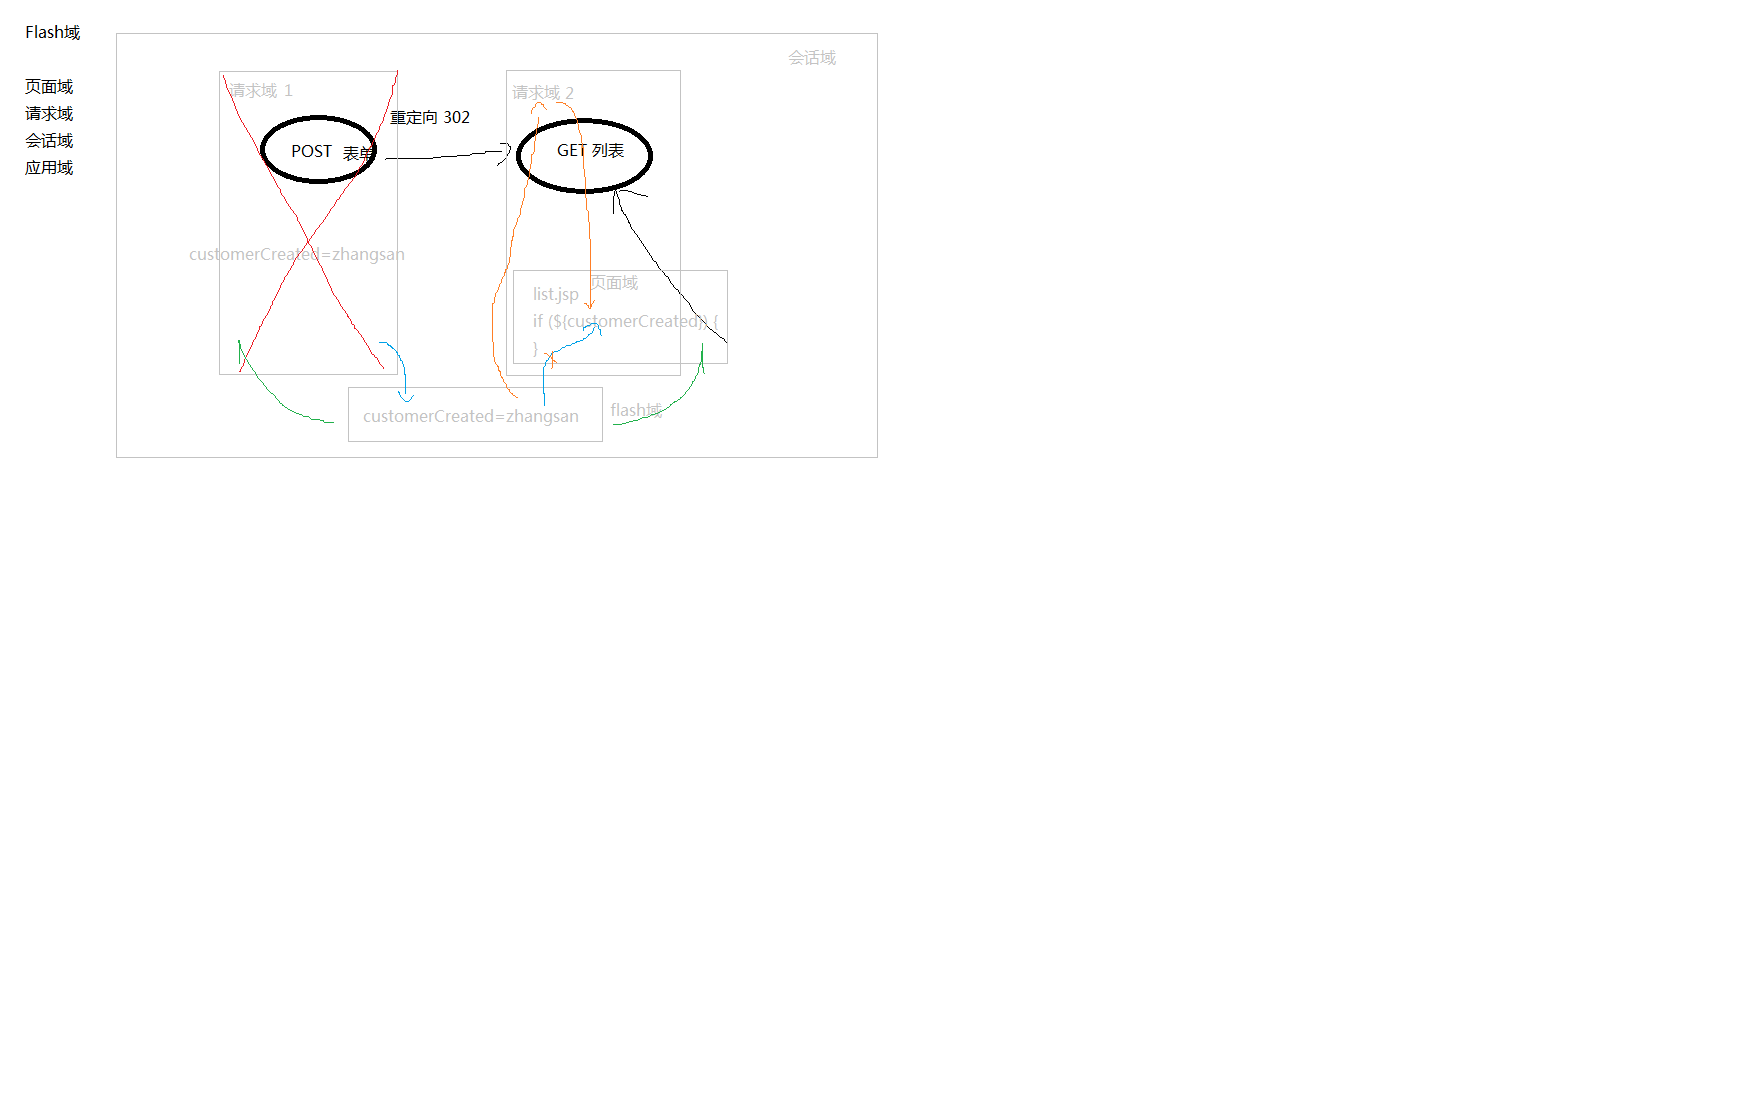 Flash域
页面域
请求域
会话域
应用域
会话域
请求域 1
重定向 302
POST 表单
customerCreated=zhangsan
请求域 2
GET 列表
页面域
list.jsp
if (${customerCreated}) {
}
customerCreated=zhangsan
flash域